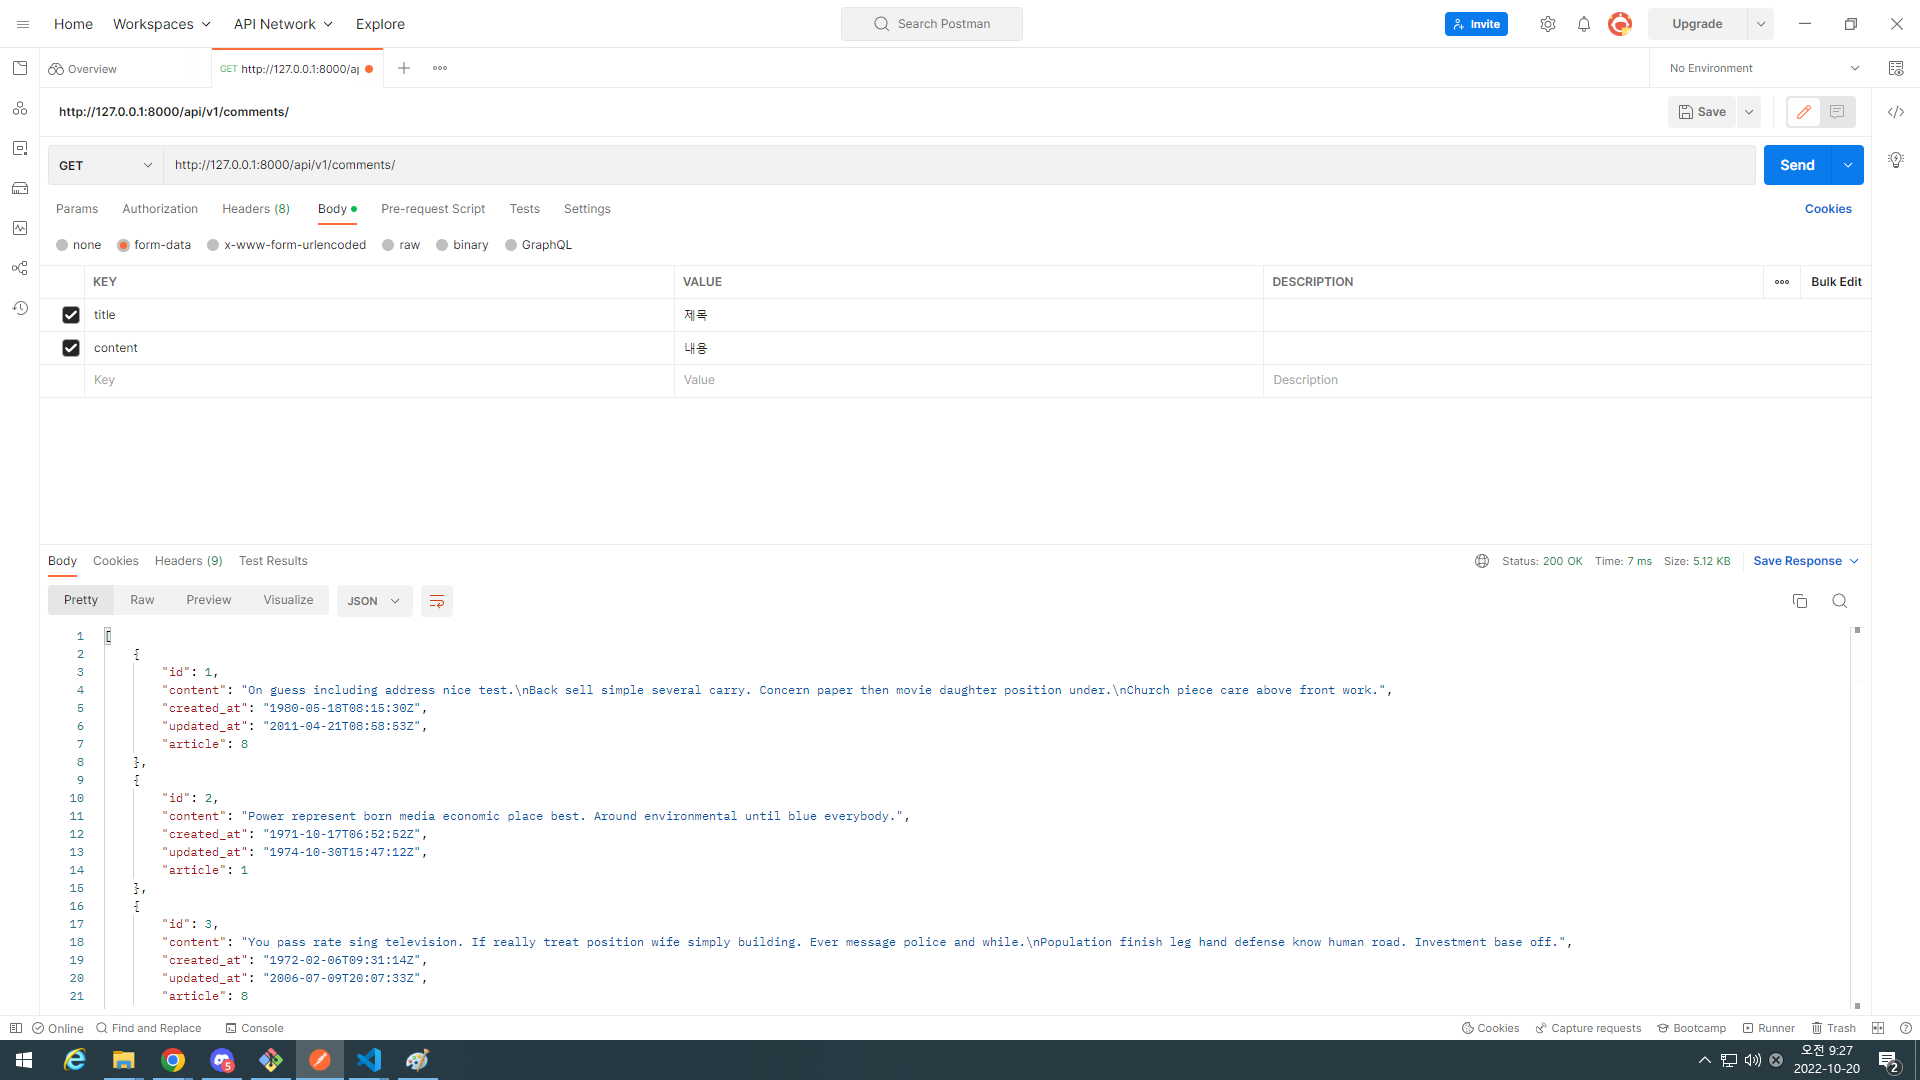 Home Workspaces API Network Explore Search Postman Invite Upgrade
Overview GET http://127.0.0.1:8000/ap No Environment
http://127.0.0.1:8000/api/v1/comments/ Save
GET http://127.0.0.1:8000/api/v1/comments/ Send
Params Authorization Headers (8) Body Pre-request Script Tests Settings Cookies
none form-data x-www-form-urlencoded raw binary GraphQL
KEY VALUE DESCRIPTION Bulk Edit
title 제목
content 내용
Key Value Description
Body Cookies Headers (9) Test Results Status: 200 OK Time: 7 ms Size: 5.12 KB Save Response
Pretty Raw Preview Visualize JSON
1 [
2 {
3 "id": 1,
4 "content": "On guess including address nice test.\nBack sell simple several carry. Concern paper then movie daughter position under.\nChurch piece care above front work.",
5 "created_at": "1980-05-18T08:15:30Z",
6 "updated_at": "2011-04-21T08:58:53Z",
7 "article": 8
8 },
9 {
10 "id": 2,
11 "content": "Power represent born media economic place best. Around environmental until blue everybody.",
12 "created_at": "1971-10-17T06:52:52Z",
13 "updated_at": "1974-10-30T15:47:12Z",
14 "article": 1
15 },
16 {
17 "id": 3,
18 "content": "You pass rate sing television. If really treat position wife simply building. Ever message police and while.\nPopulation finish leg hand defense know human road. Investment base off.",
19 "created_at": "1972-02-06T09:31:14Z",
20 "updated_at": "2006-07-09T20:07:33Z",
21 "article": 8
Online Find and Replace Console Cookies Capture requests Bootcamp Runner Trash
5 오전 9:27
2022-10-20 2